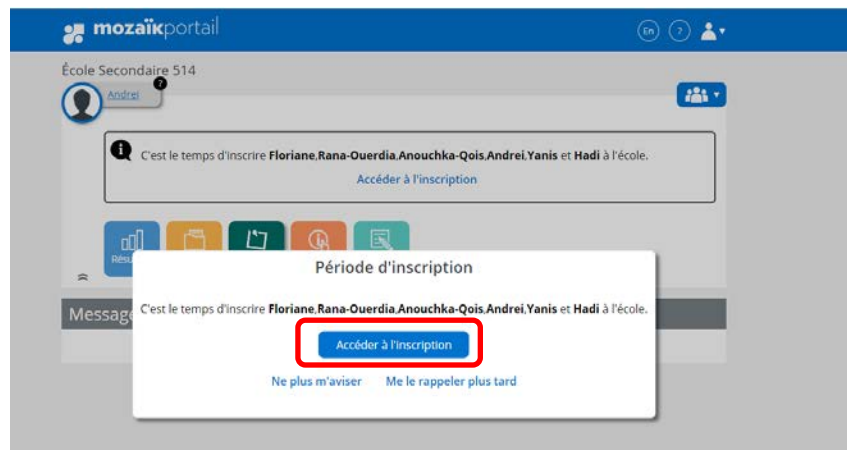 mozaïkportail
En
?
École Secondaire 514
Andrei
?
C'est le temps d'inscrire Floriane,Rana-Ouerdia,Anouchka-Qois,Andrei,Yanis et Hadi à l'école.
Accéder à l'inscription
Résu
Période d'inscription
C'est le temps d'inscrire Floriane,Rana-Ouerdia,Anouchka-Qois,Andrei,Yanis et Hadi à l'école.
Message
Accéder à l'inscription
Ne plus m'aviser Me le rappeler plus tard